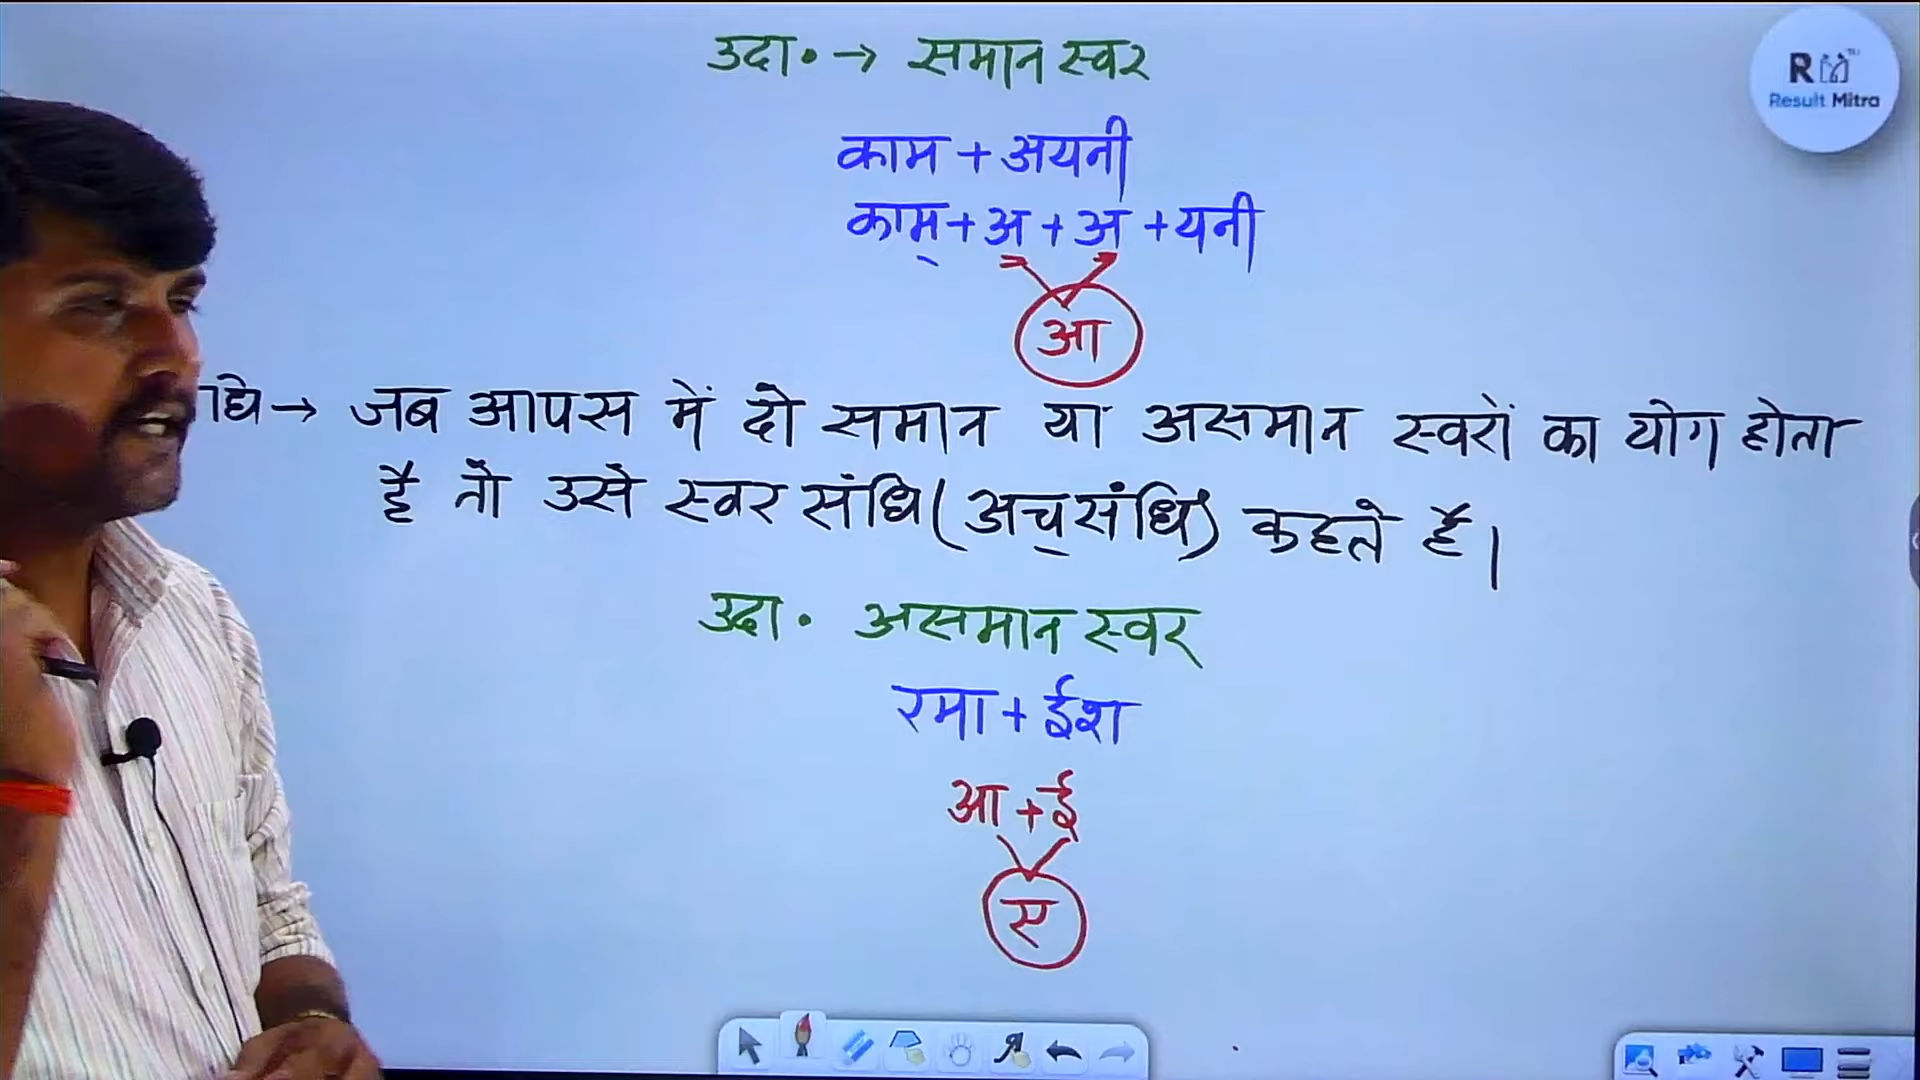 उदा. → समान स्वर
R
Result Mitra
काम + अयनी
काम् + अ + अ + यनी
आ
धि → जब आपस में दो समान या असमान स्वरों का योग होता
है तो उसे स्वर संधि (अच् संधि) कहते हैं।
उदा. असमान स्वर
रमा + ईश
आ + ई
ए